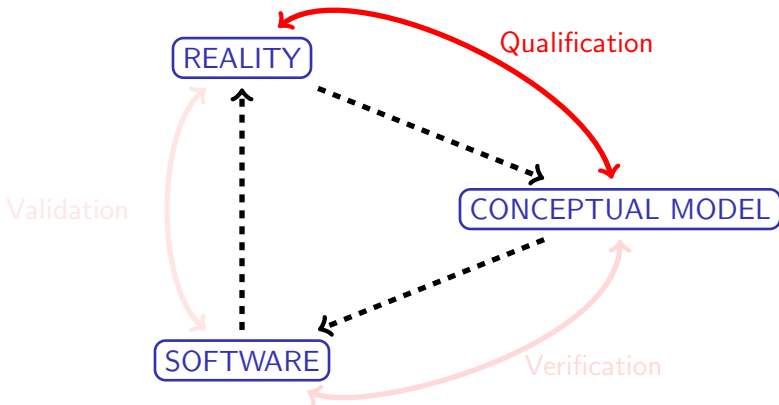 Qualification
REALITY
Validation
CONCEPTUAL MODEL
SOFTWARE
Verification